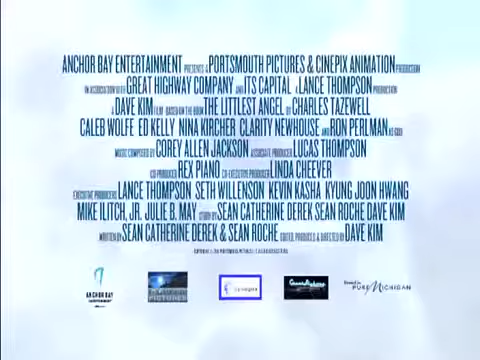 ANCHOR BAY ENTERTAINMENT PRESENTS A PORTSMOUTH PICTURES & CINEPIX ANIMATION PRODUCTION
IN ASSOCIATION WITH GREAT HIGHWAY COMPANY AND ITS CAPITAL A LANCE THOMPSON PRODUCTION
A DAVE KIM FILM BASED ON THE BOOK THE LITTLEST ANGEL BY CHARLES TAZEWELL
CALEB WOLFE ED KELLY NINA KIRCHER CLARITY NEWHOUSE AND RON PERLMAN AS GOD
MUSIC COMPOSED BY COREY ALLEN JACKSON ASSOCIATE PRODUCER LUCAS THOMPSON
CO-PRODUCER REX PIANO CO-EXECUTIVE PRODUCER LINDA CHEEVER
EXECUTIVE PRODUCERS LANCE THOMPSON SETH WILLENSON KEVIN KASHA KYUNG JOON HWANG
MIKE ILITCH, JR. JULIE B. MAY STORY BY SEAN CATHERINE DEREK SEAN ROCHE DAVE KIM
WRITTEN BY SEAN CATHERINE DEREK & SEAN ROCHE EDITED, PRODUCED & DIRECTED BY DAVE KIM
ANCHOR BAY
ENTERTAINMENT
PICTURES
PURE MICHIGAN